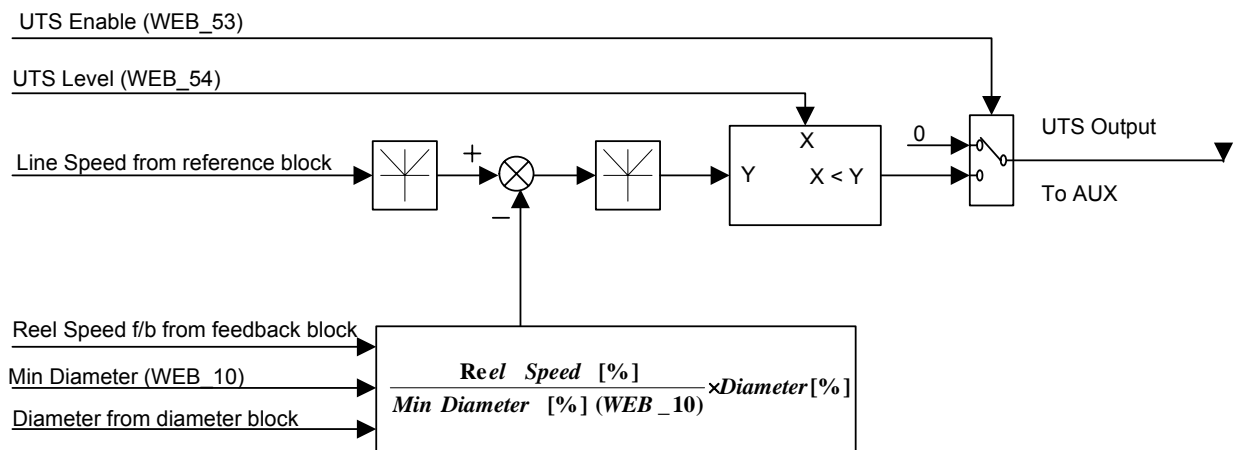 UTS Enable (WEB_53)
UTS Level (WEB_54)
0
UTS Output
X
Line Speed from reference block
+
Y
X < Y
To AUX
−
Reel Speed f/b from feedback block
Min Diameter (WEB_10)
Diameter from diameter block
Reel Speed [%]
Min Diameter [%] (WEB_10)
×Diameter[%]